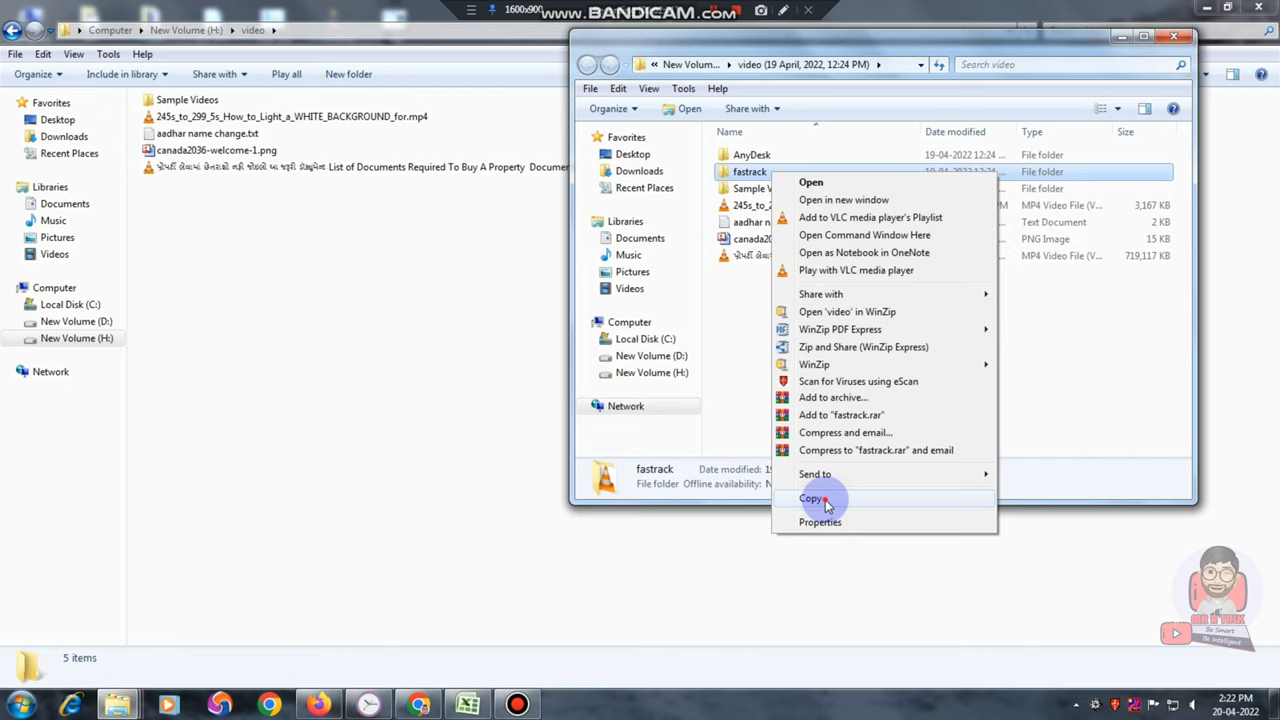 1600x900
www.BANDICAM.com
Computer
New Volume (H:)
video
File
Edit
View
Tools
Help
Organize
Include in library
Share with
Play all
New folder
Favorites
Desktop
Downloads
Recent Places
Libraries
Documents
Music
Pictures
Videos
Computer
Local Disk (C:)
New Volume (D:)
New Volume (H:)
Network
Sample Videos
245s_to_299_5s_How_to_Light_a_WHITE_BACKGROUND_for.mp4
aadhar name change.txt
canada2036-welcome-1.png
List of Documents Required To Buy A Property Documen
5 items
« New Volum...
video (19 April, 2022, 12:24 PM)
Search video
File
Edit
View
Tools
Help
Organize
Open
Share with
Favorites
Desktop
Downloads
Recent Places
Libraries
Documents
Music
Pictures
Videos
Computer
Local Disk (C:)
New Volume (D:)
New Volume (H:)
Network
Name
Date modified
Type
Size
AnyDesk
19-04-2022 12:24 ...
File folder
fastrack
File folder
Sample V
File folder
245s_to_2
MP4 Video File (V...
3,167 KB
aadhar n
Text Document
2 KB
canada20
PNG Image
15 KB
MP4 Video File (V...
719,117 KB
Open
Open in new window
Add to VLC media player's Playlist
Open Command Window Here
Open as Notebook in OneNote
Play with VLC media player
Share with
Open 'video' in WinZip
WinZip PDF Express
Zip and Share (WinZip Express)
WinZip
Scan for Viruses using eScan
Add to archive...
Add to "fastrack.rar"
Compress and email...
Compress to "fastrack.rar" and email
Send to
Copy
Properties
fastrack
Date modified: 19
File folder
Offline availability: N
MR D TALK
Be Smart
Be Intelligent
2:22 PM
20-04-2022